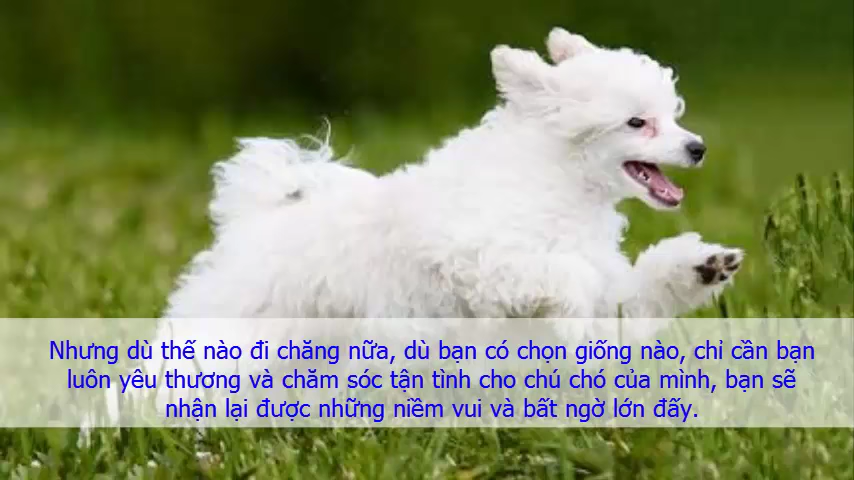 Nhưng dù thế nào đi chăng nữa, dù bạn có chọn giống nào, chỉ cần bạn
luôn yêu thương và chăm sóc tận tình cho chú chó của mình, bạn sẽ
nhận lại được những niềm vui và bất ngờ lớn đấy.